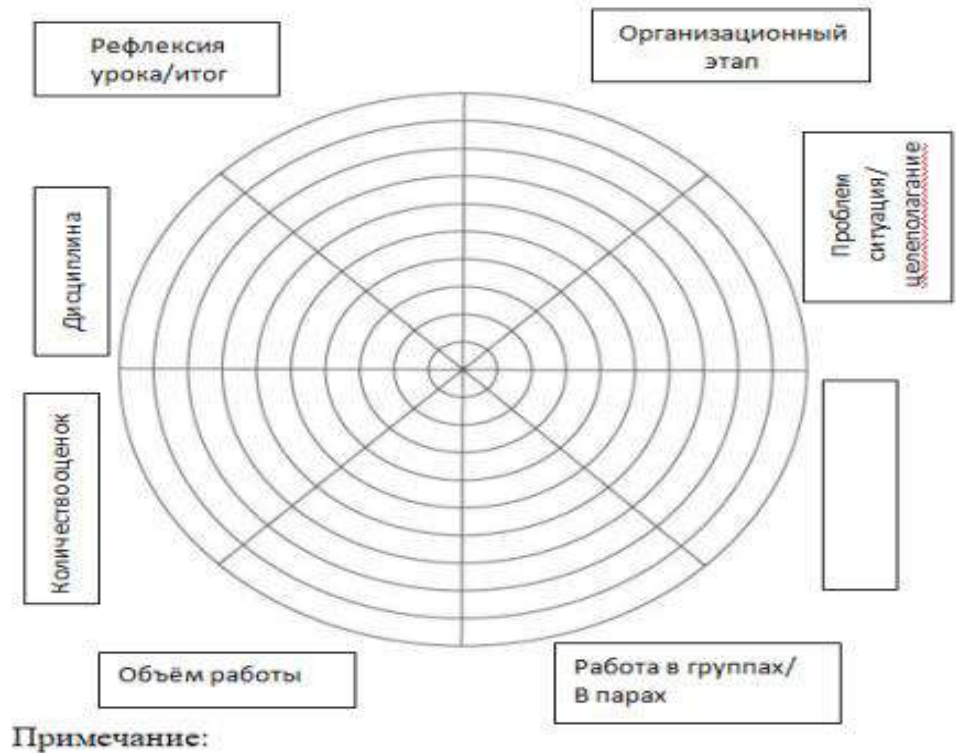 Рефлексия
урока/итог
Организационный
этап
Проблем
ситуация/
целеполагание
Дисциплина
Количествооценок
Объём работы
Работа в группах/
В парах
Примечание: